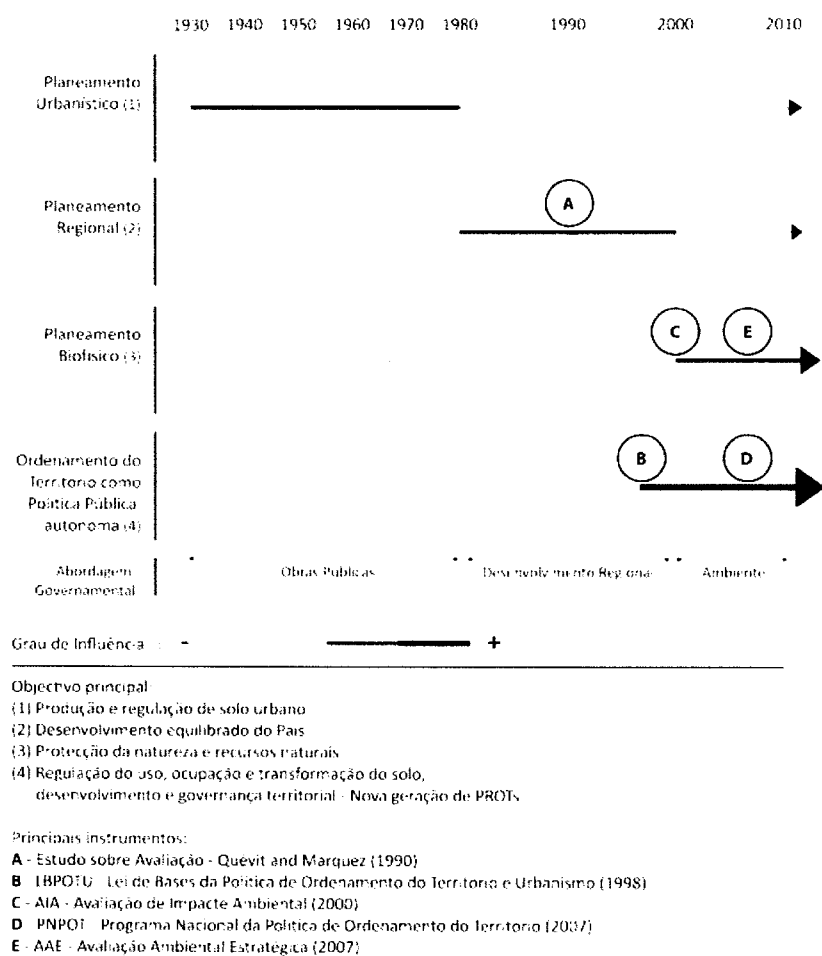 1930 1940 1950 1960 1970 1980 1990 2000 2010
Planeamento
Urbanístico (1)
Planeamento
Regional (2)
A
Planeamento
Biofísico (3)
C E
Ordenamento do
Território como
Política Pública
autonoma (4)
B D
Abordagem
Governamental
Obras Públicas Desenvolvimento Regional Ambiente
Grau de Influência : - +
Objectivo principal:
(1) Produção e regulação de solo urbano
(2) Desenvolvimento equilibrado do País
(3) Protecção da natureza e recursos naturais
(4) Regulação do uso, ocupação e transformação do solo,
desenvolvimento e governança territorial - Nova geração de PROTs
Principais instrumentos:
A - Estudo sobre Avaliação - Quévit and Marquez (1990)
B - LBPOTU - Lei de Bases da Política de Ordenamento do Território e Urbanismo (1998)
C - AIA - Avaliação de Impacte Ambiental (2000)
D - PNPOT - Programa Nacional da Política de Ordenamento do Território (2007)
E - AAE - Avaliação Ambiental Estratégica (2007)